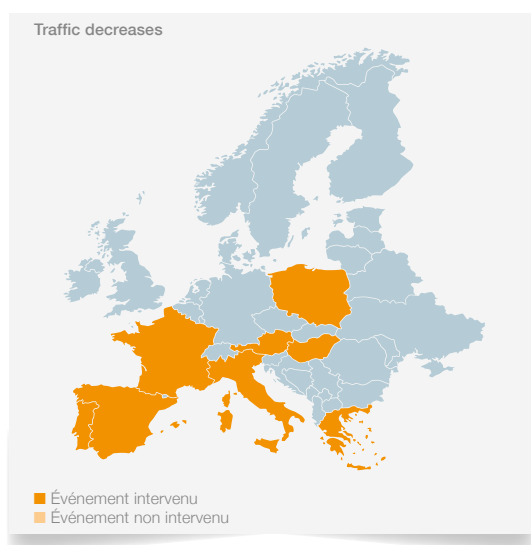 Traffic decreases
Événement intervenu
Événement non intervenu